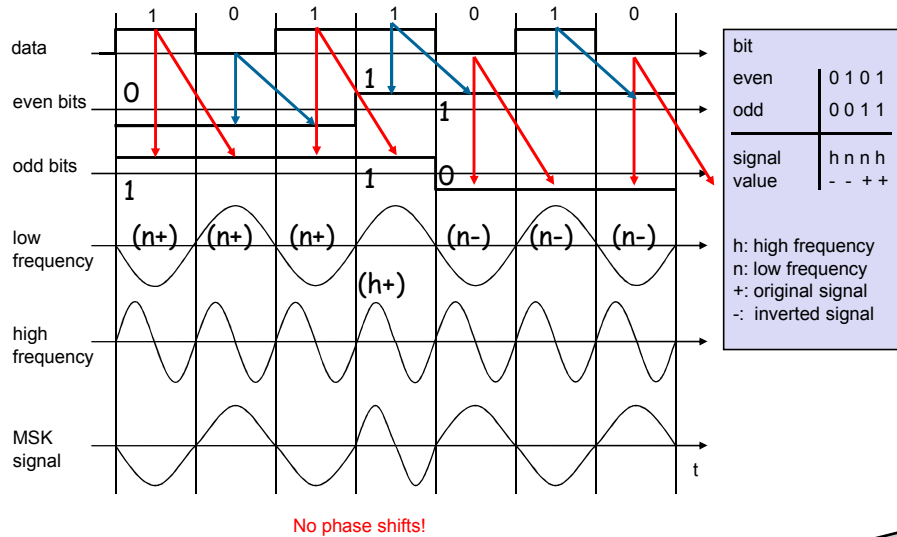 1 0 1 1 0 1 0
data
0 1
even bits
1
odd bits
1 1 0
low
frequency
(n+) (n+) (n+) (n-) (n-) (n-)
(h+)
high
frequency
MSK
signal
t
No phase shifts!
bit
even 0 1 0 1
odd 0 0 1 1
signal h n n h
value - - + +
h: high frequency
n: low frequency
+: original signal
-: inverted signal